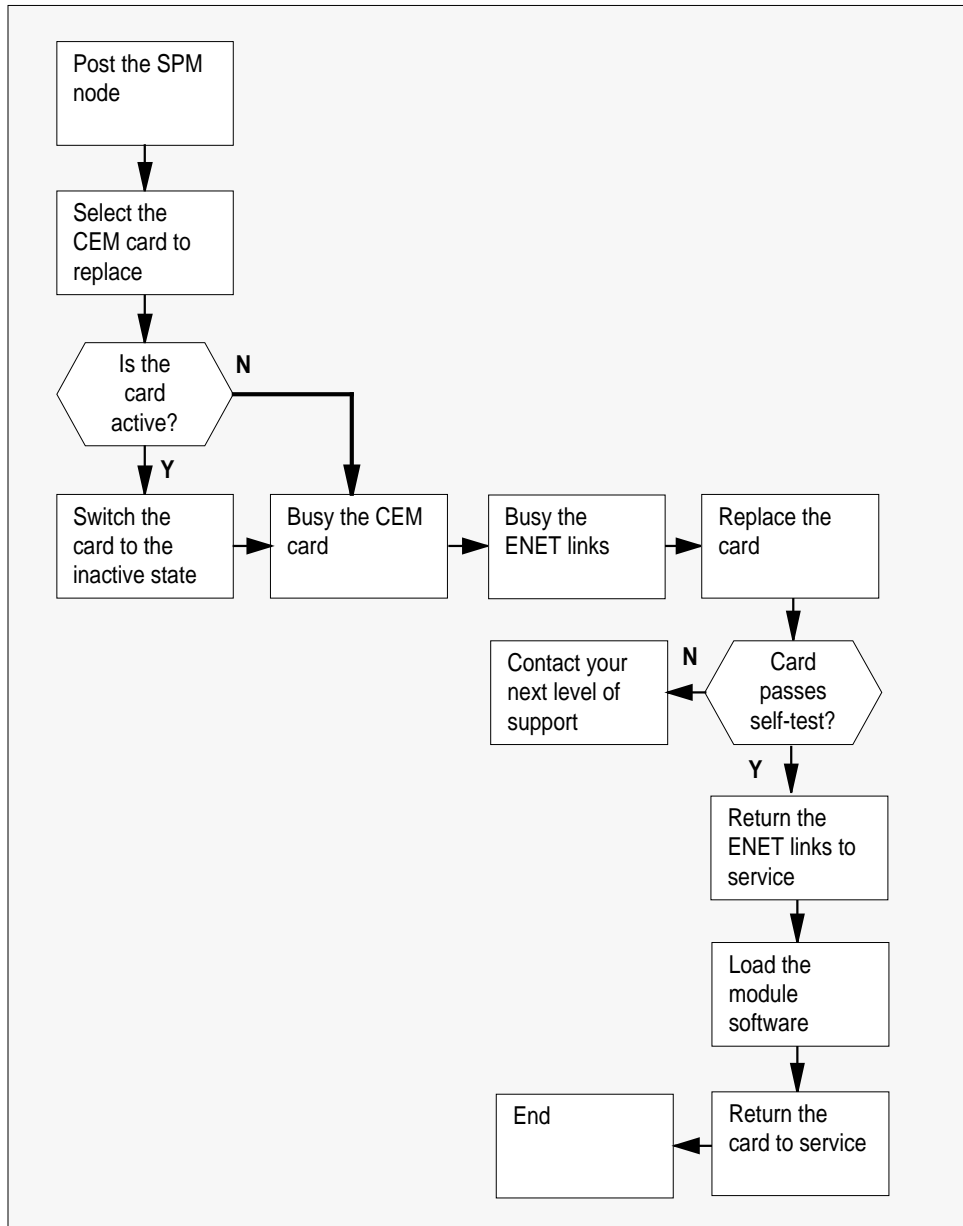 Post the SPM
node
Select the
CEM card to
replace
Is the
card
active?
N
Y
Switch the
card to the
inactive state
Busy the CEM
card
Busy the
ENET links
Replace the
card
Card
passes
self-test?
N
Contact your
next level of
support
Y
Return the
ENET links to
service
Load the
module
software
Return the
card to service
End